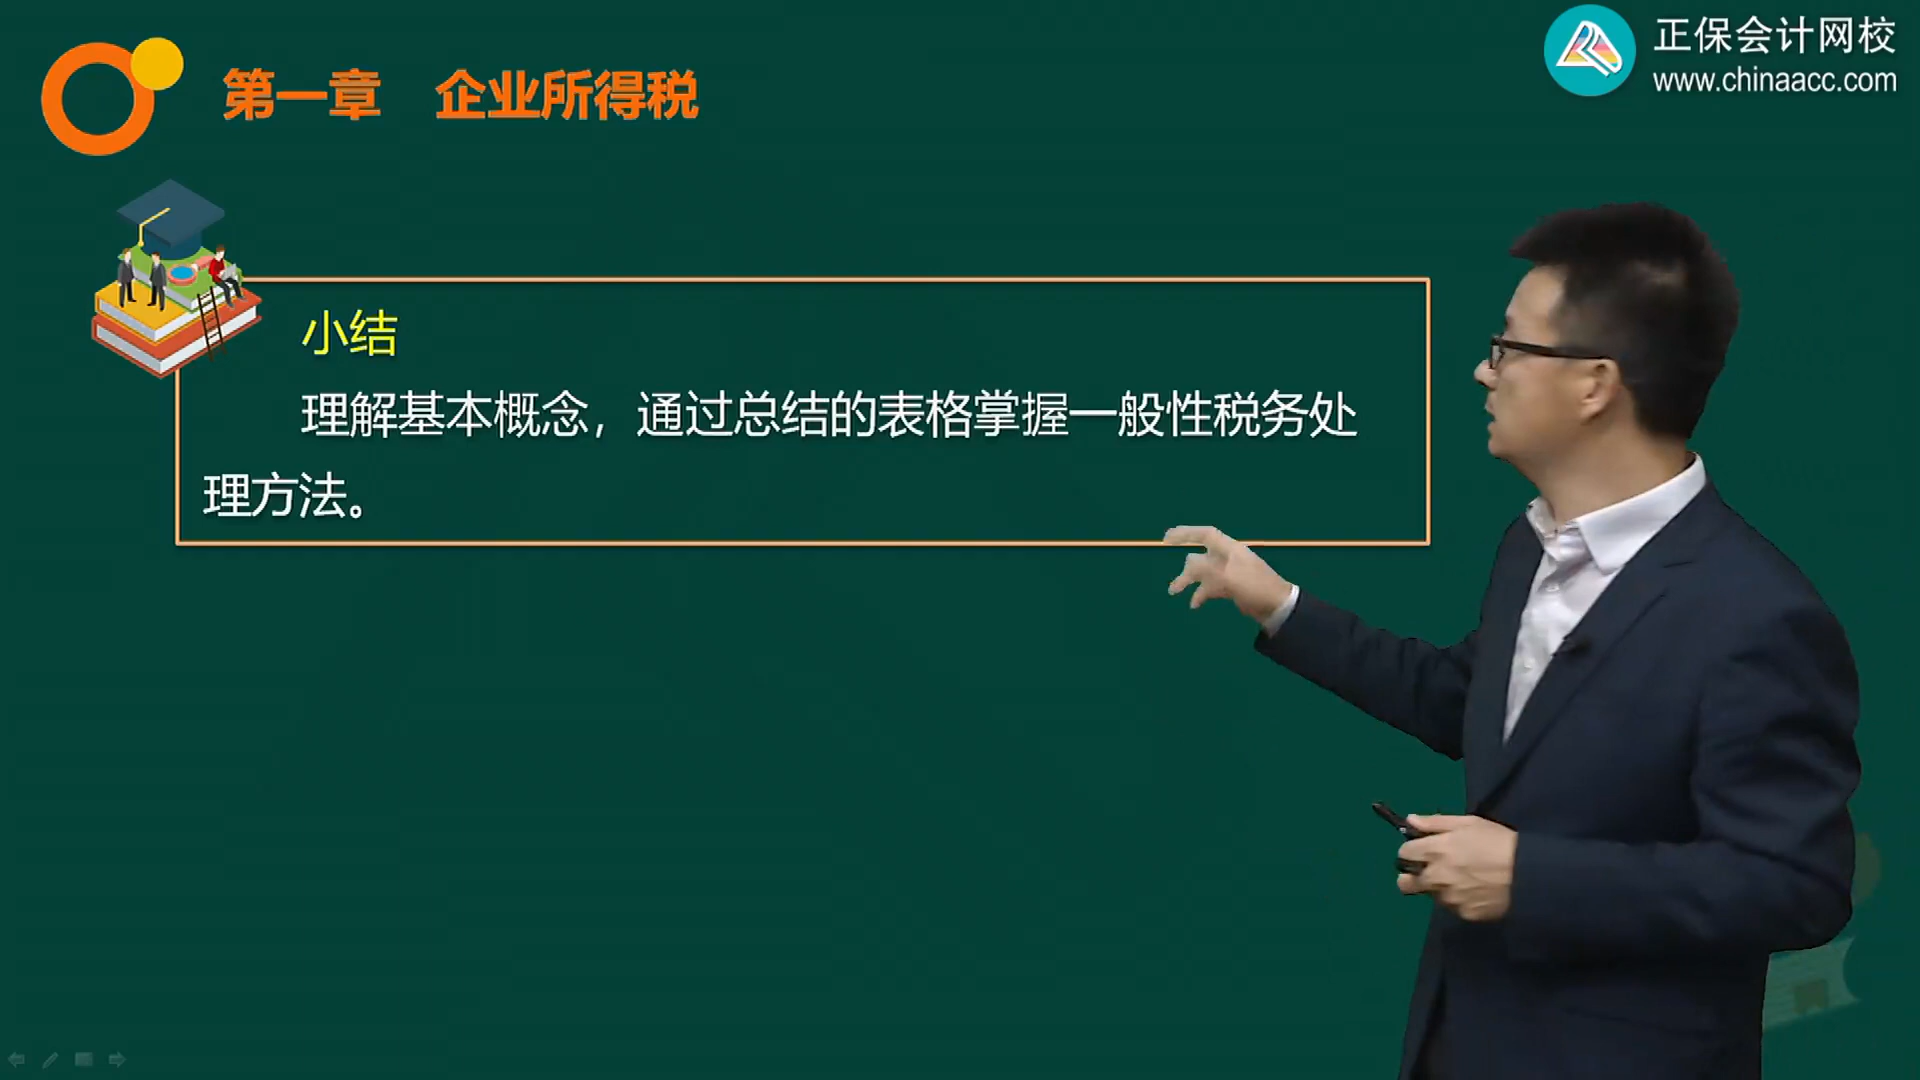 正保会计网校
www.chinaacc.com
第一章 企业所得税
小结
理解基本概念，通过总结的表格掌握一般性税务处
理方法。